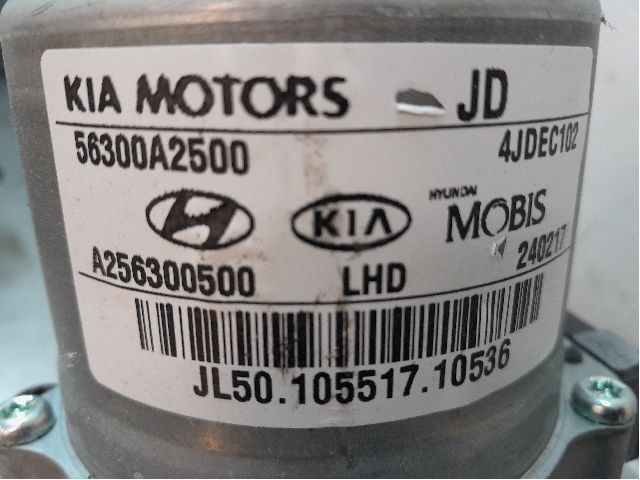 KIA MOTORS JD
56300A2500 4JDEC102
KIA HYUNDAI MOBIS
A256300500 LHD 240217
JL50.105517.10536